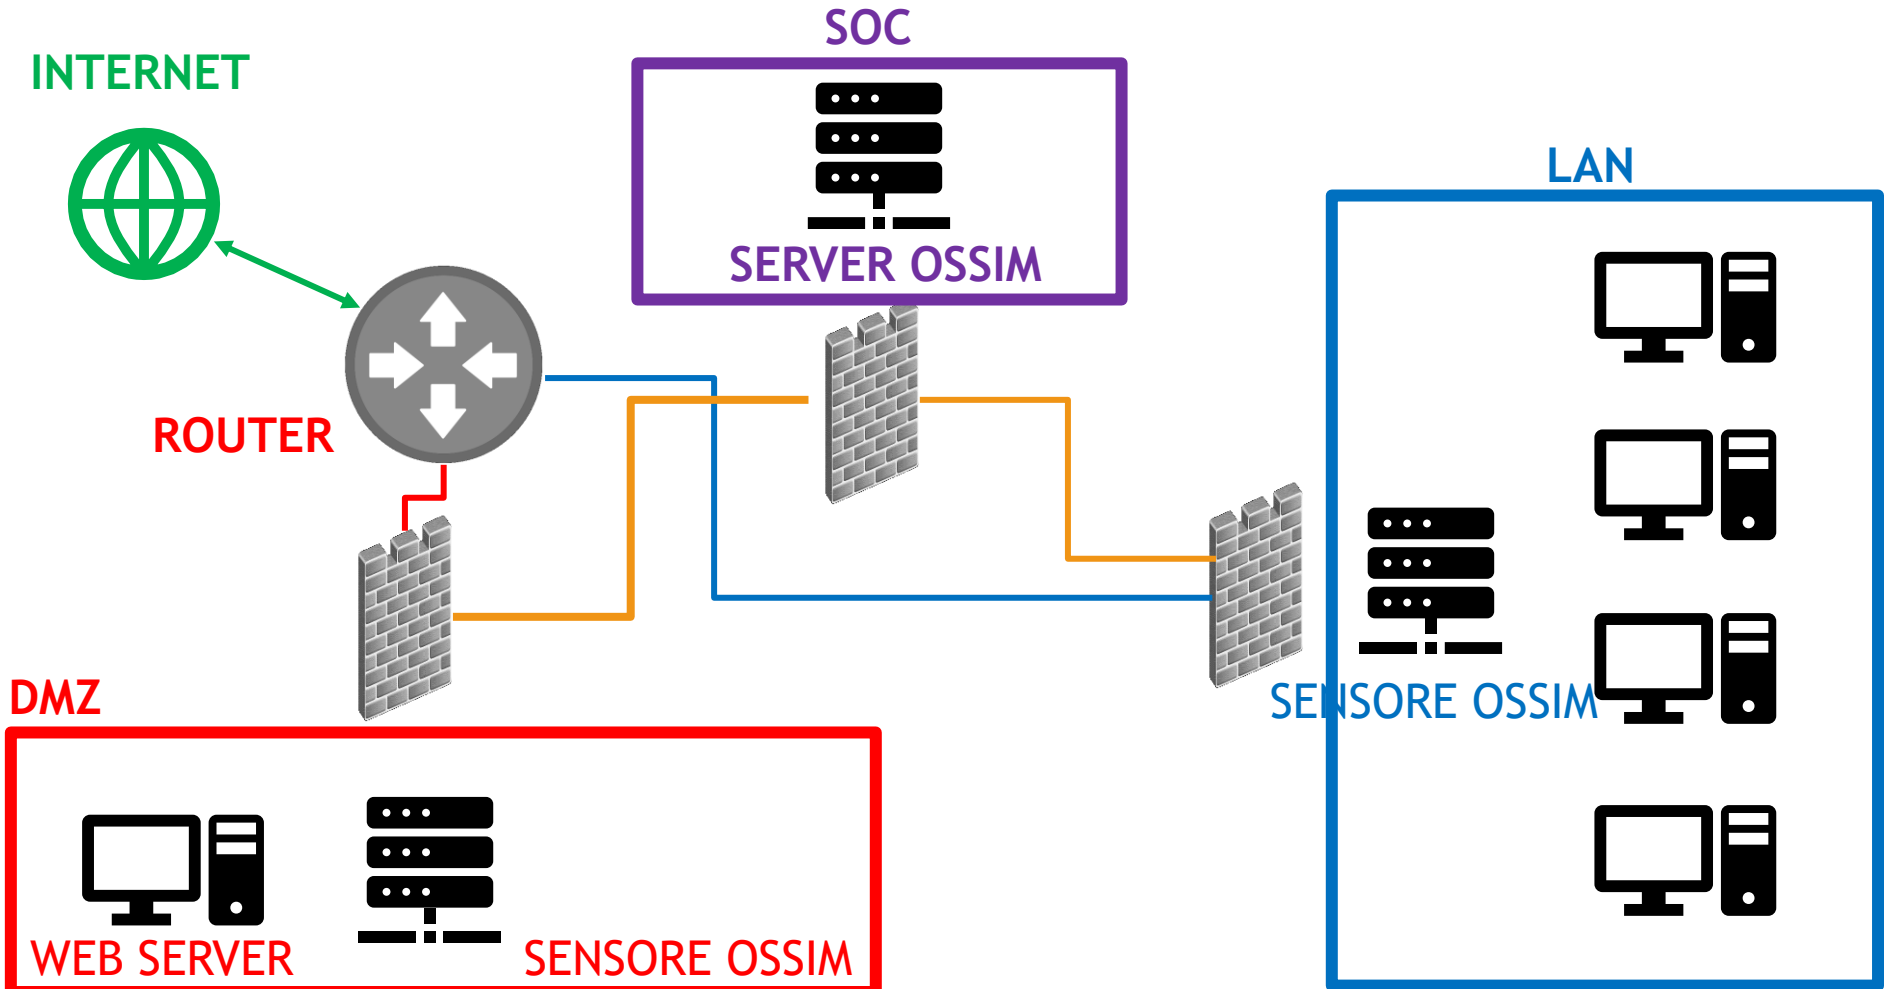 SOC
INTERNET
SERVER OSSIM
LAN
ROUTER
SENSORE OSSIM
DMZ
WEB SERVER
SENSORE OSSIM